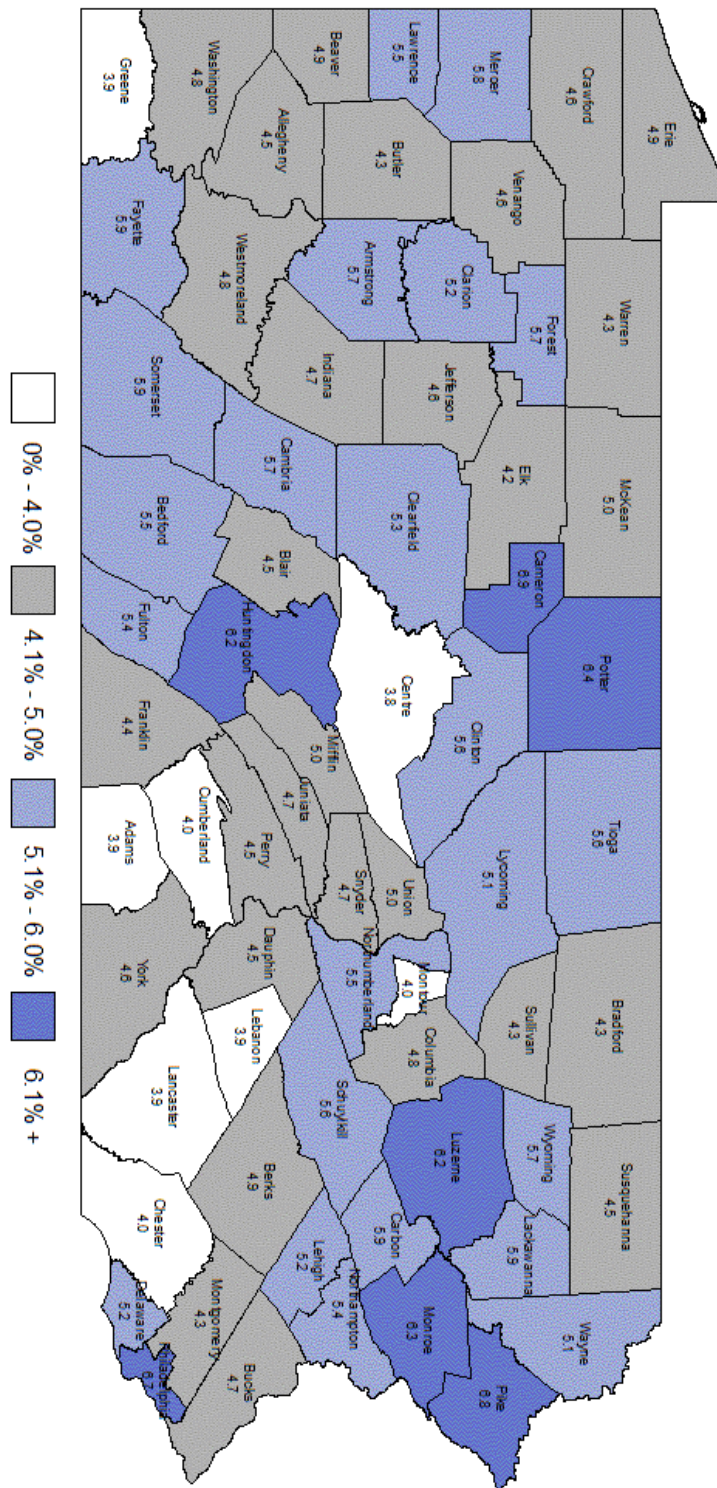 Erie
4.9
Crawford
4.6
Mercer
5.8
Lawrence
5.5
Beaver
4.9
Washington
4.8
Greene
3.9
Allegheny
4.5
Butler
4.3
Venango
4.6
Warren
4.3
Forest
5.7
Clarion
5.2
Armstrong
5.7
Westmoreland
4.8
Fayette
5.9
Somerset
5.9
Indiana
4.7
Jefferson
4.6
Elk
4.2
McKean
5.0
Cameron
6.9
Clearfield
5.3
Cambria
5.7
Blair
4.5
Bedford
5.5
Fulton
5.4
Huntingdon
6.2
Centre
3.8
Clinton
5.6
Potter
6.4
Tioga
5.6
Lycoming
5.1
Union
5.0
Snyder
4.7
Mifflin
5.0
Juniata
4.7
Perry
4.5
Cumberland
4.0
Franklin
4.4
Adams
3.9
York
4.6
Dauphin
4.5
Northumberland
5.5
Montour
4.0
Columbia
4.8
Sullivan
4.3
Bradford
4.3
Susquehanna
4.5
Wyoming
5.7
Lackawanna
5.9
Luzerne
6.2
Schuylkill
5.6
Lebanon
3.9
Lancaster
3.9
Berks
4.9
Chester
4.0
Carbon
5.9
Lehigh
5.2
Northampton
5.4
Monroe
6.3
Pike
6.8
Wayne
5.1
Bucks
4.7
Montgomery
4.3
Philadelphia
6.7
Delaware
5.2
0% - 4.0%
4.1% - 5.0%
5.1% - 6.0%
6.1% +